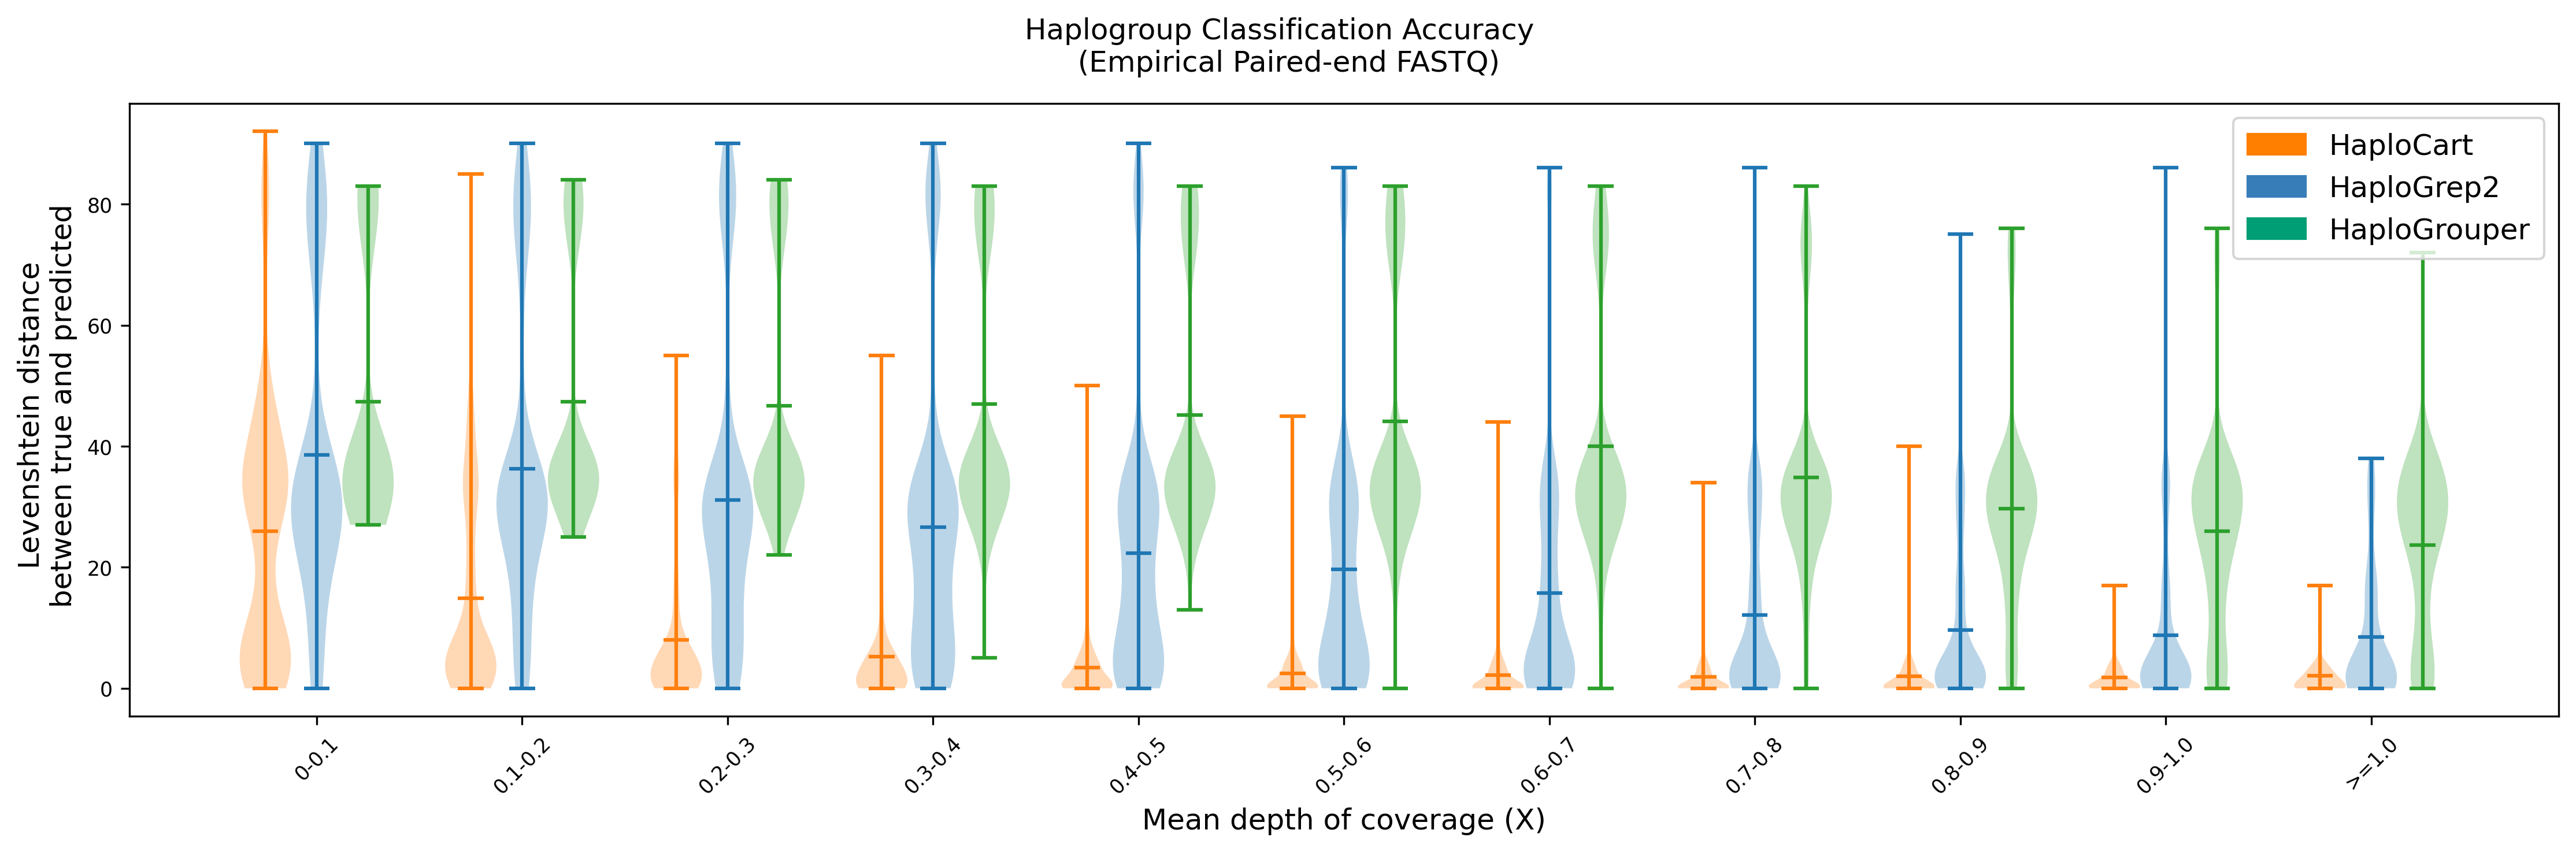 Haplogroup Classification Accuracy
(Empirical Paired-end FASTQ)
Levenshtein distance
between true and predicted
80
60
40
20
0
HaploCart
HaploGrep2
HaploGrouper
0-0.1
0.1-0.2
0.2-0.3
0.3-0.4
0.4-0.5
0.5-0.6
0.6-0.7
0.7-0.8
0.8-0.9
0.9-1.0
>=1.0
Mean depth of coverage (X)